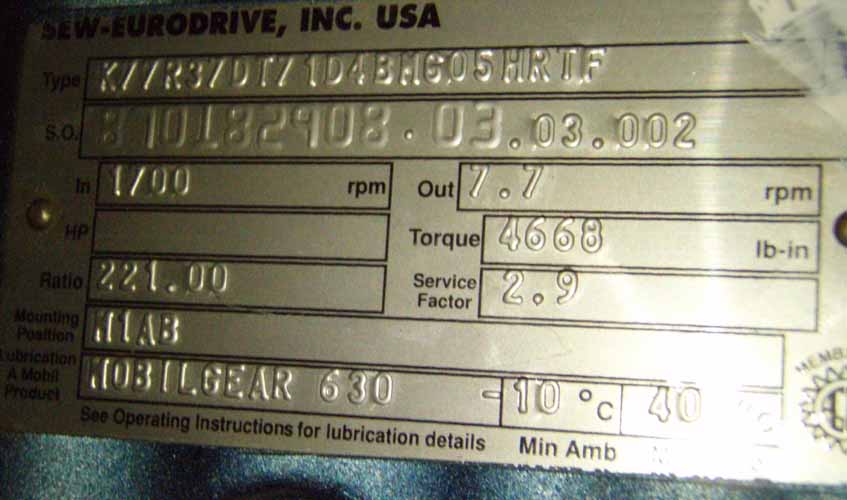 SEW-EURODRIVE, INC. USA
Type K77R37DT71D4BMG05HRTF
S.O. 870182908.03.03.002
In 1700 rpm Out 7.7 rpm
HP Torque 4668 lb-in
Ratio 221.00 Service Factor 2.9
Mounting Position M1AB
Lubrication A Mobil Product MOBILGEAR 630 -10 °C 40 °C
See Operating Instructions for lubrication details Min Amb